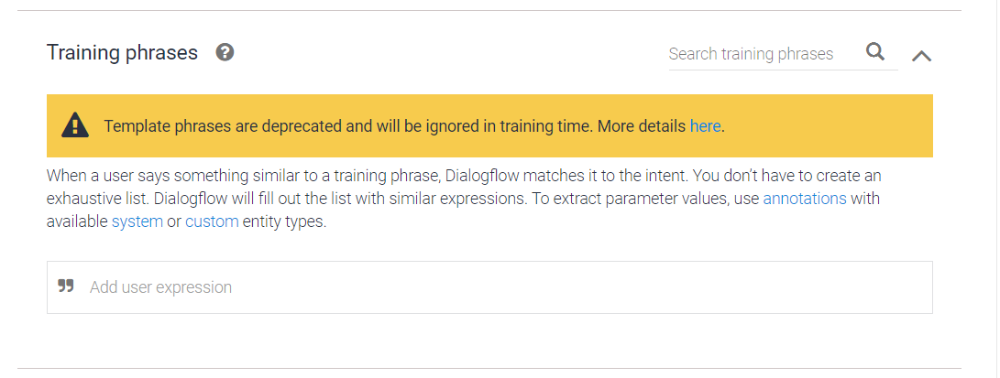 Training phrases
Search training phrases
Template phrases are deprecated and will be ignored in training time. More details here.
When a user says something similar to a training phrase, Dialogflow matches it to the intent. You don’t have to create an
exhaustive list. Dialogflow will fill out the list with similar expressions. To extract parameter values, use annotations with
available system or custom entity types.
Add user expression